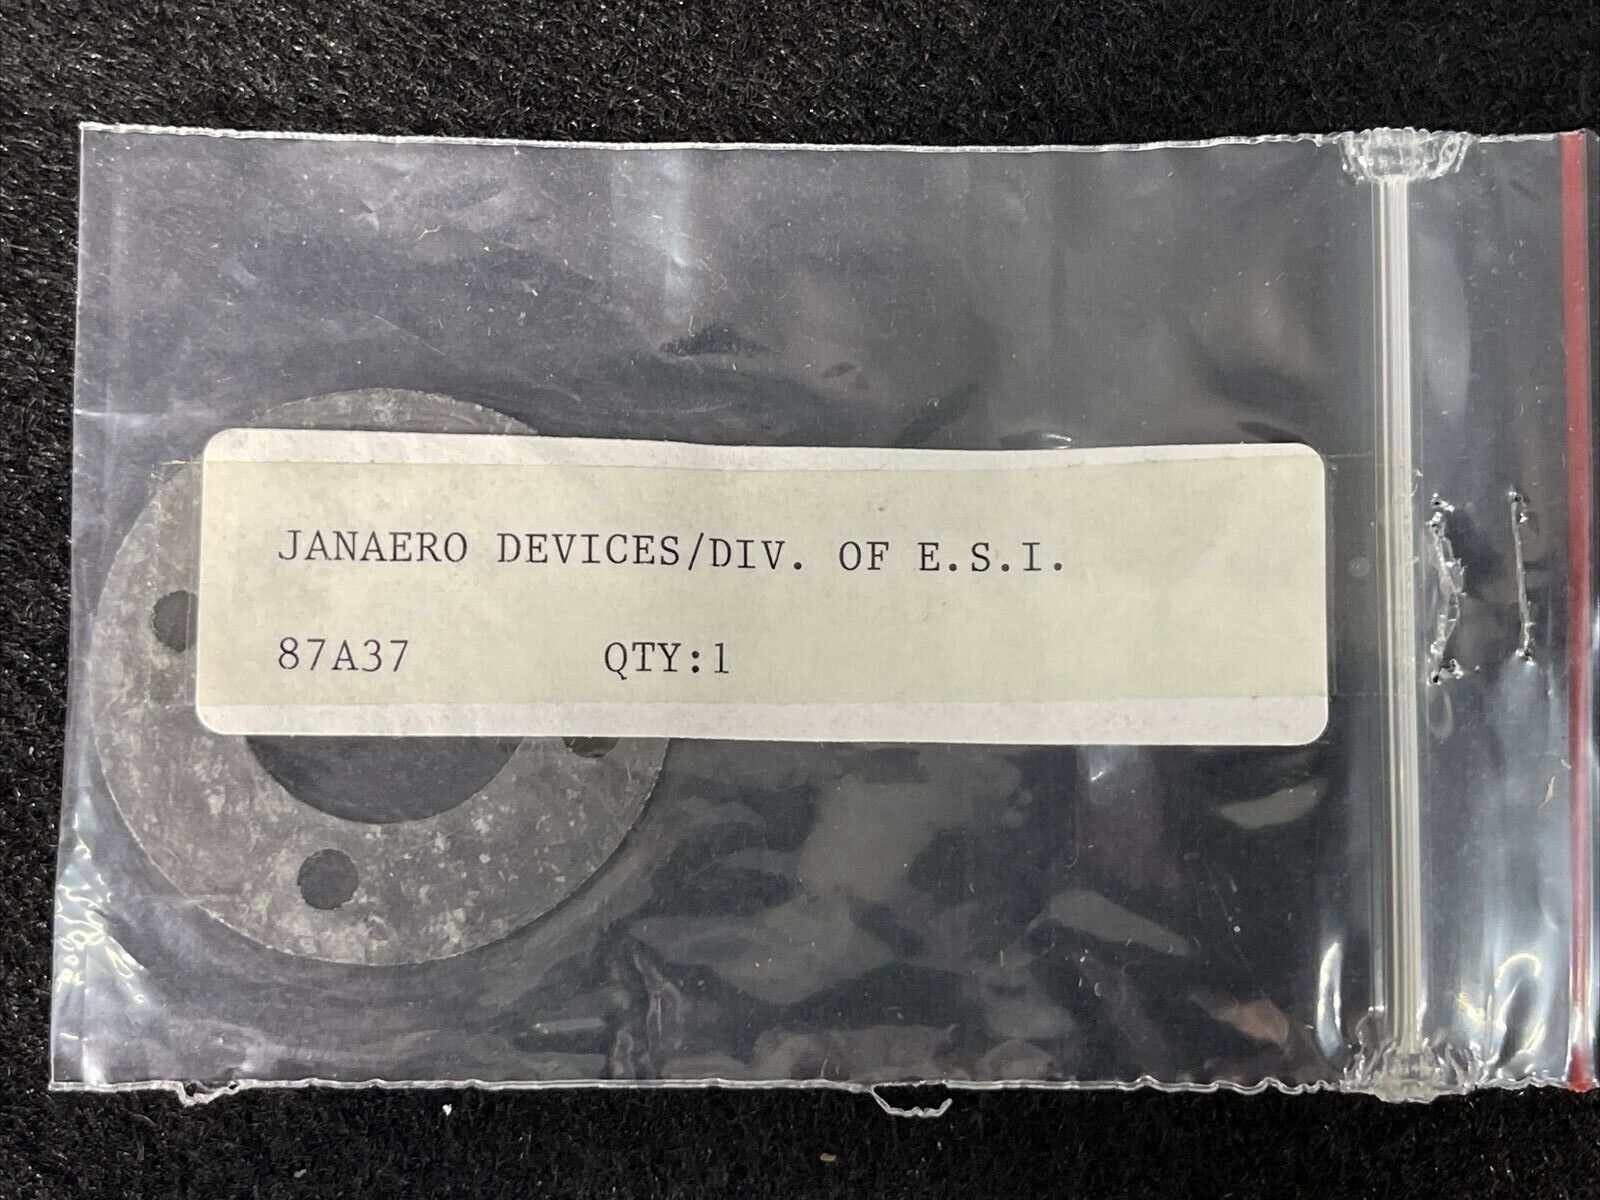 JANAERO DEVICES/DIV. OF E.S.I.
87A37 QTY:1